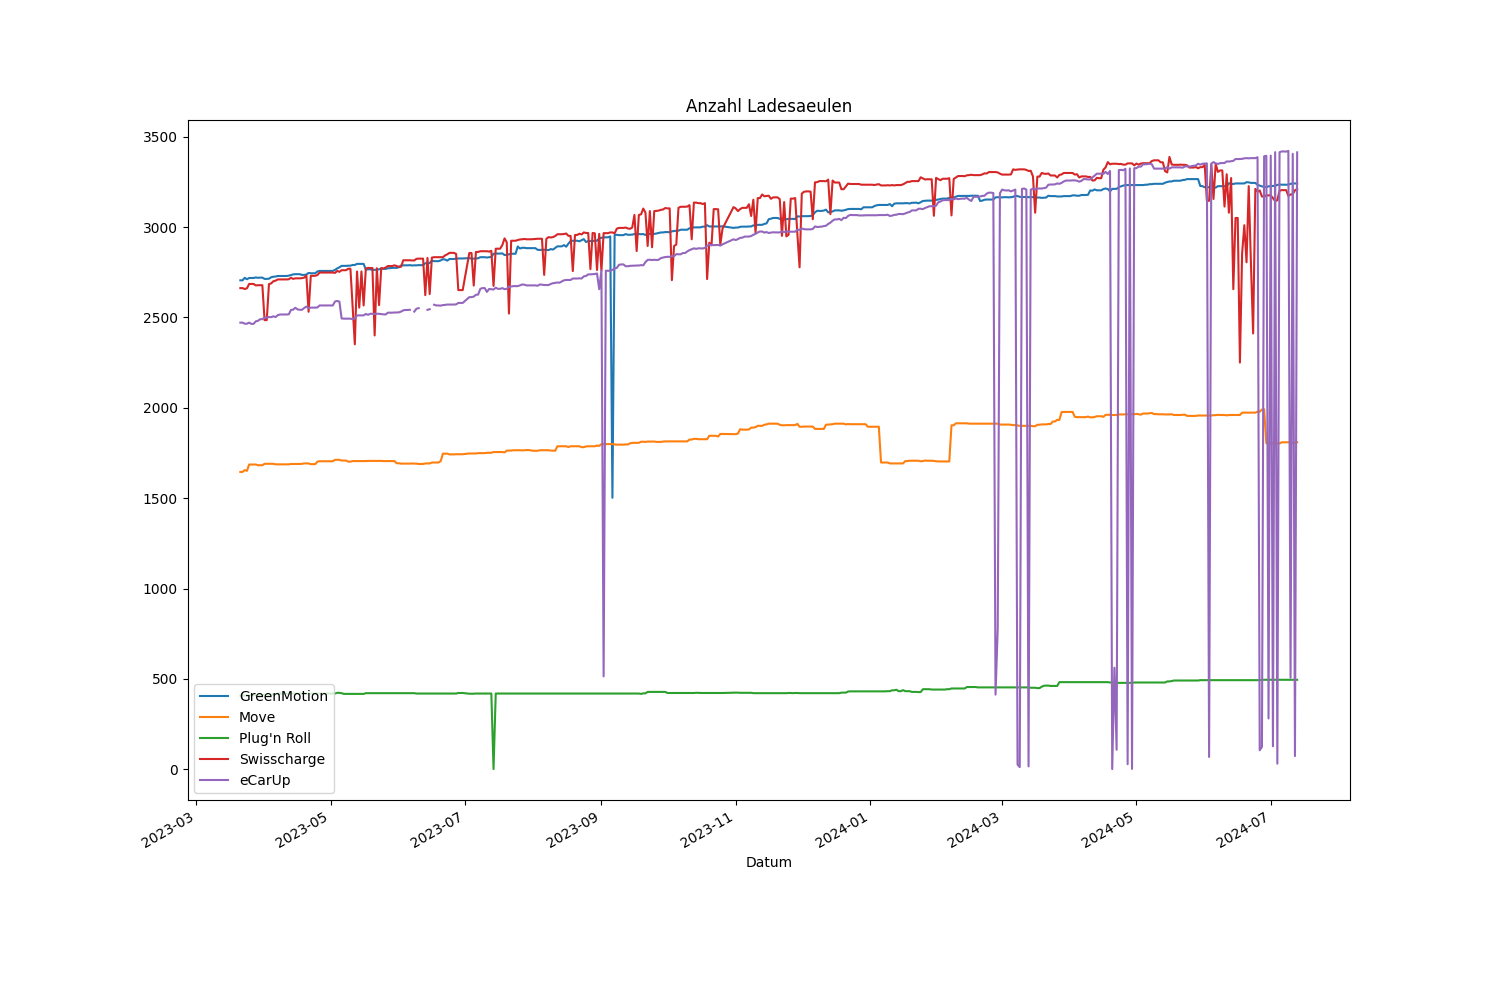 Anzahl Ladesaeulen
3500
3000
2500
2000
1500
1000
500
0
GreenMotion
Move
Plug'n Roll
Swisscharge
eCarUp
2023-03
2023-05
2023-07
2023-09
2023-11
2024-01
2024-03
2024-05
2024-07
Datum